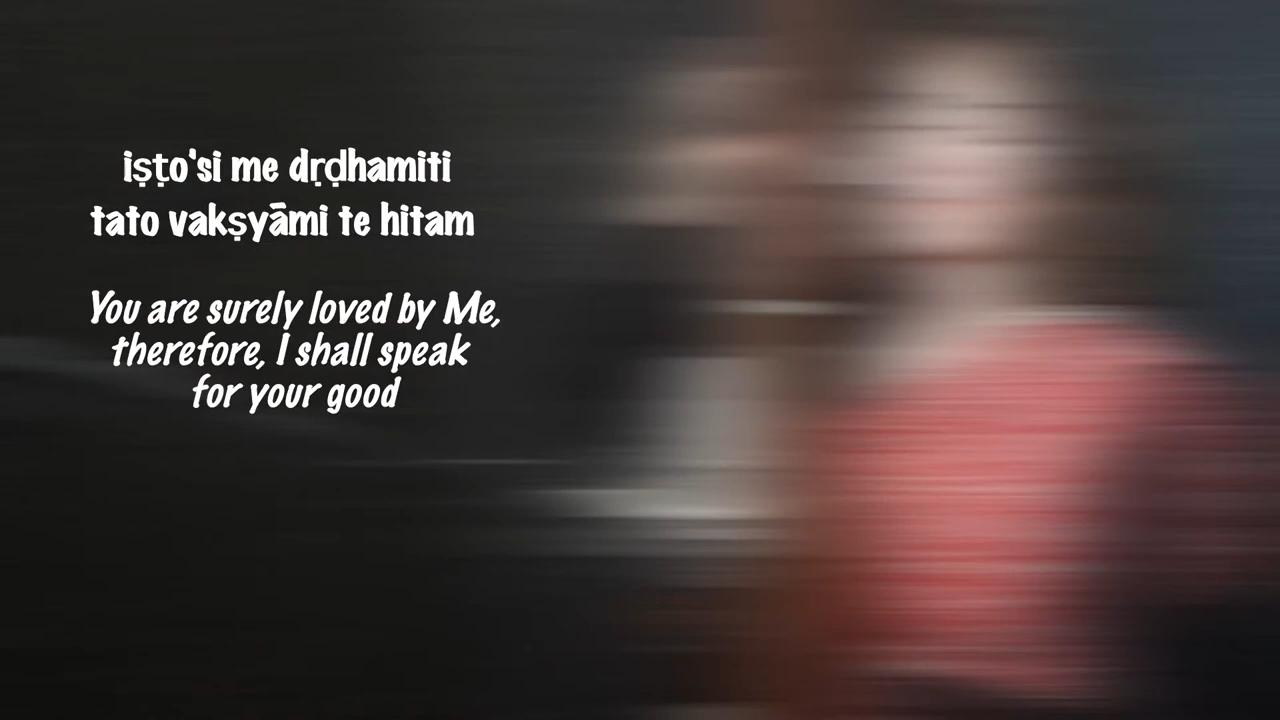 iṣṭo'si me dṛḍhamiti
tato vakṣyāmi te hitam
You are surely loved by Me,
therefore, I shall speak
for your good